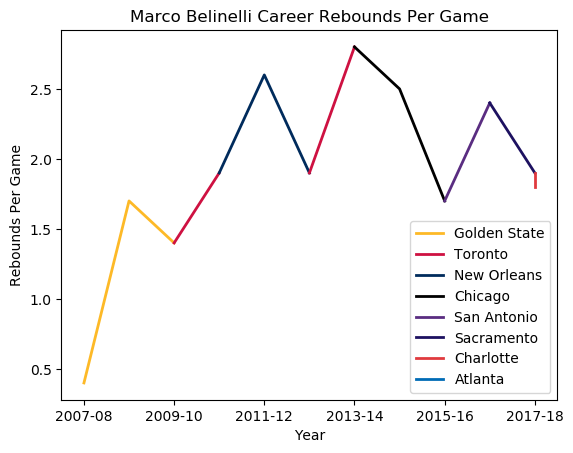 Marco Belinelli Career Rebounds Per Game
Rebounds Per Game
2.5
2.0
1.5
1.0
0.5
Golden State
Toronto
New Orleans
Chicago
San Antonio
Sacramento
Charlotte
Atlanta
2007-08 2009-10 2011-12 2013-14 2015-16 2017-18
Year